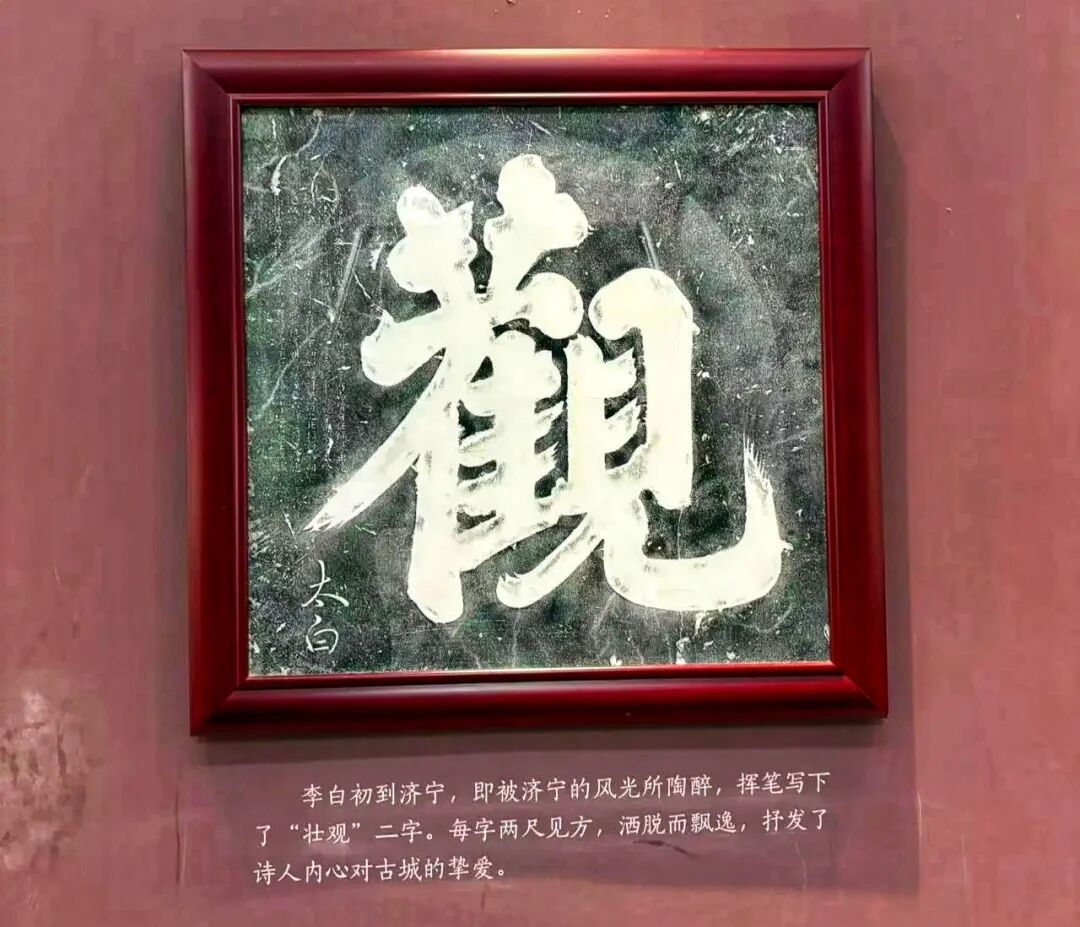 觀
太白
李白初到济宁，即被济宁的风光所陶醉，挥笔写下
了“壮观”二字。每字两尺见方，洒脱而飘逸，抒发了
诗人内心对古城的挚爱。